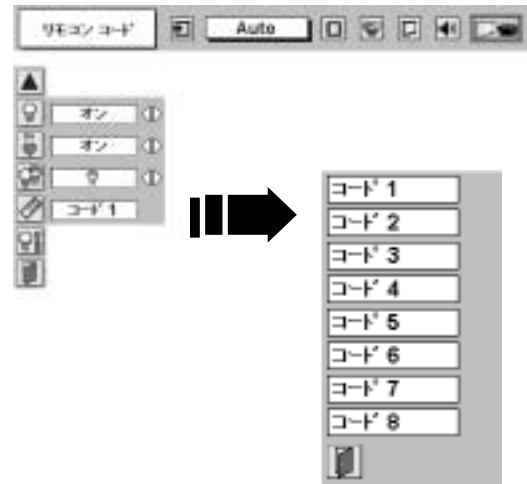 リモコン コード Auto
オン
オン
コード 1
コード 1
コード 2
コード 3
コード 4
コード 5
コード 6
コード 7
コード 8